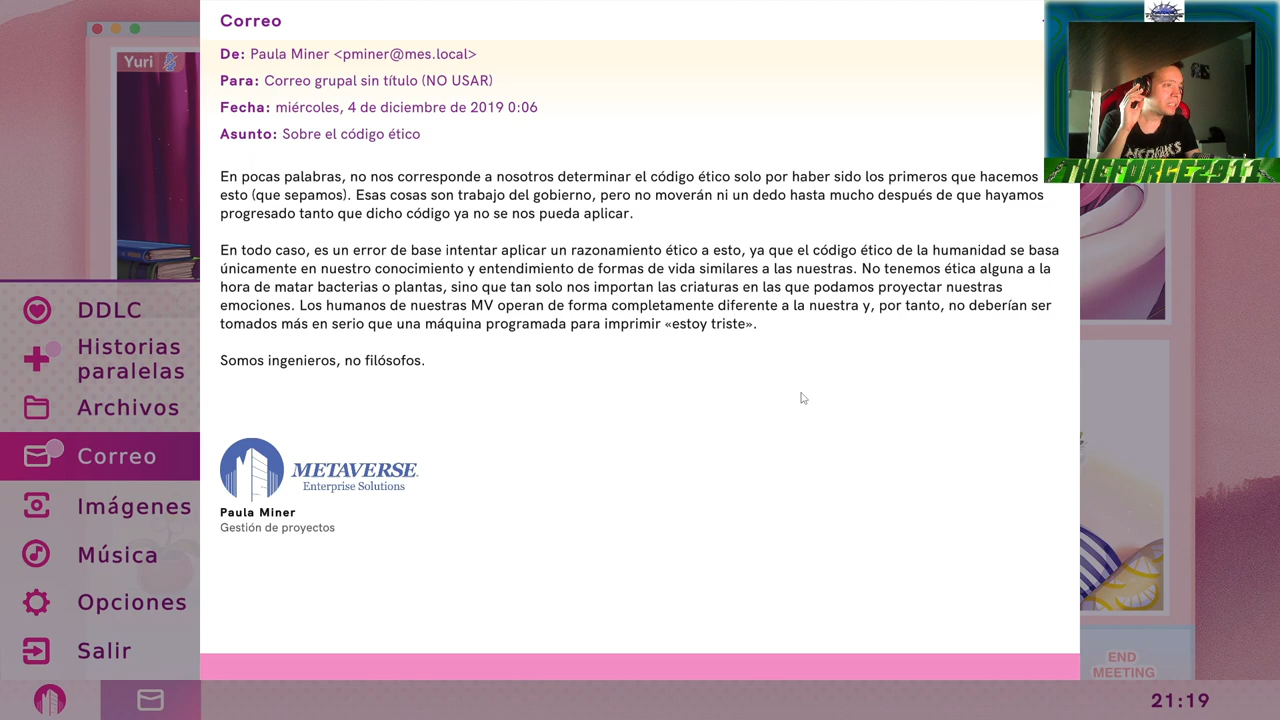 Correo
De: Paula Miner <pminer@mes.local>
Para: Correo grupal sin título (NO USAR)
Fecha: miércoles, 4 de diciembre de 2019 0:06
Asunto: Sobre el código ético
En pocas palabras, no nos corresponde a nosotros determinar el código ético solo por haber sido los primeros que hacemos
esto (que sepamos). Esas cosas son trabajo del gobierno, pero no moverán ni un dedo hasta mucho después de que hayamos
progresado tanto que dicho código ya no se nos pueda aplicar.
En todo caso, es un error de base intentar aplicar un razonamiento ético a esto, ya que el código ético de la humanidad se basa
únicamente en nuestro conocimiento y entendimiento de formas de vida similares a las nuestras. No tenemos ética alguna a la
hora de matar bacterias o plantas, sino que tan solo nos importan las criaturas en las que podamos proyectar nuestras
emociones. Los humanos de nuestras MV operan de forma completamente diferente a la nuestra y, por tanto, no deberían ser
tomados más en serio que una máquina programada para imprimir «estoy triste».
Somos ingenieros, no filósofos.
METAVERSE
Enterprise Solutions
Paula Miner
Gestión de proyectos
Yuri
DDLC
Historias
paralelas
Archivos
Correo
Imágenes
Música
Opciones
Salir
THEFORCE2911
END
MEETING
21:19